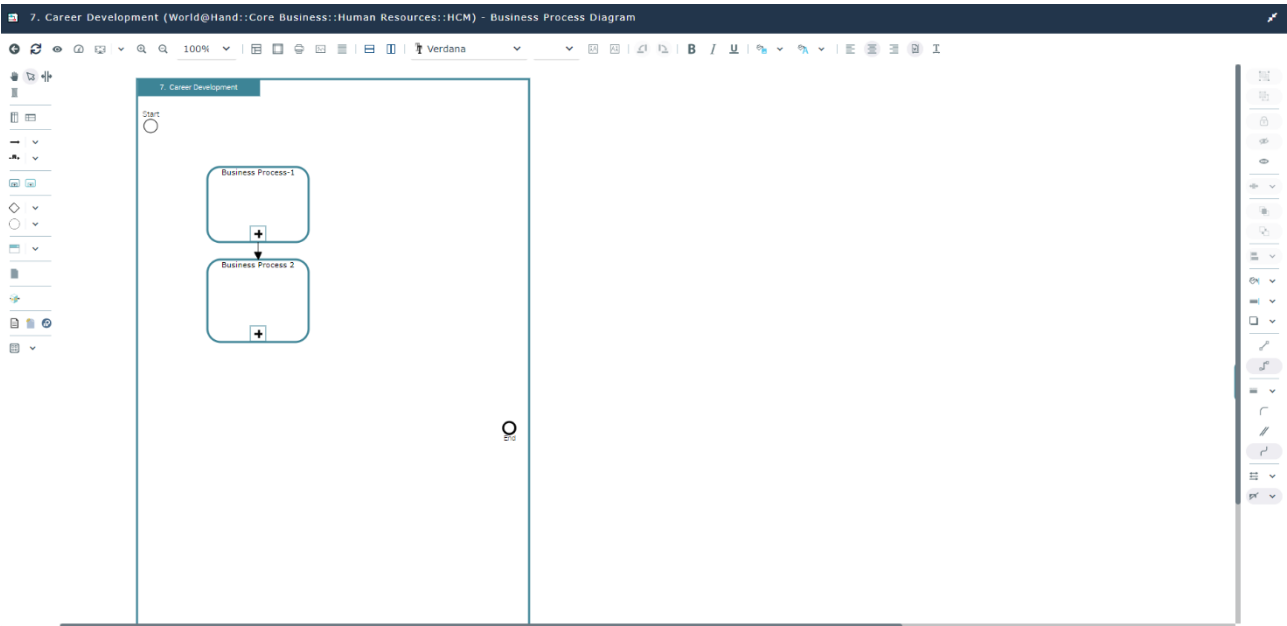 7. Career Development (World@Hand::Core Business::Human Resources::HCM) - Business Process Diagram
100% Verdana
B I U
7. Career Development
Start
Business Process-1
Business Process 2
End